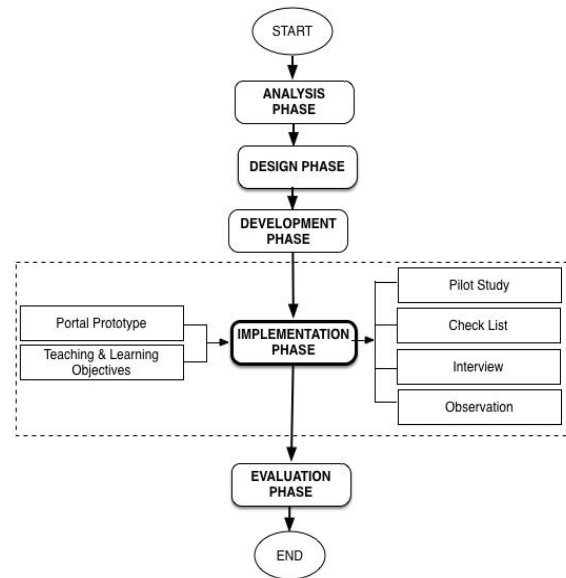 START
ANALYSIS
PHASE
DESIGN PHASE
DEVELOPMENT
PHASE
Portal Prototype
Teaching & Learning
Objectives
IMPLEMENTATION
PHASE
Pilot Study
Check List
Interview
Observation
EVALUATION
PHASE
END